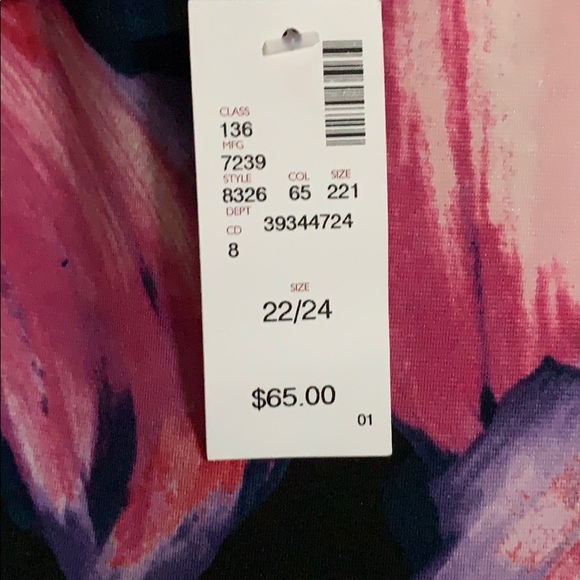 CLASS
136
MFG
7239
STYLE COL SIZE
8326 65 221
DEPT
39344724
CD
8
SIZE
22/24
$65.00
01